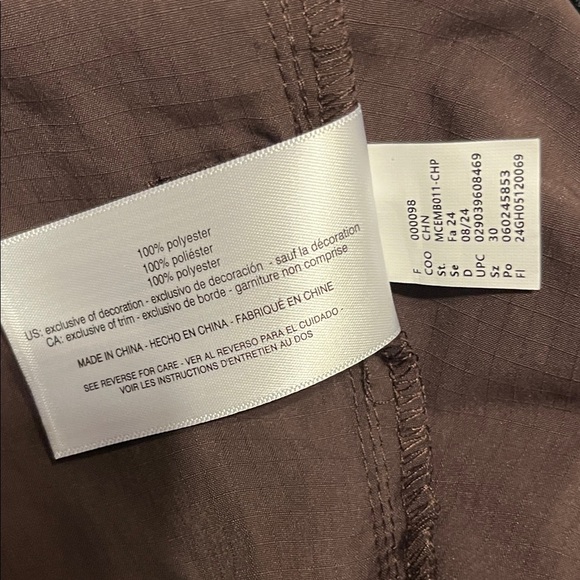 100% polyester
100% poliéster
100% polyester
US: exclusive of decoration - exclusivo de decoración - sauf la décoration
CA: exclusive of trim - exclusivo de borde - garniture non comprise
MADE IN CHINA - HECHO EN CHINA - FABRIQUÉ EN CHINE
SEE REVERSE FOR CARE - VER AL REVERSO PARA EL CUIDADO -
VOIR LES INSTRUCTIONS D'ENTRETIEN AU DOS
F 000098
COO CHN
St. MCEMB011-CHP
Se Fa 24
D 08/24
UPC 029039608469
Sz 30
Po 060245853
Fl 246H05120069